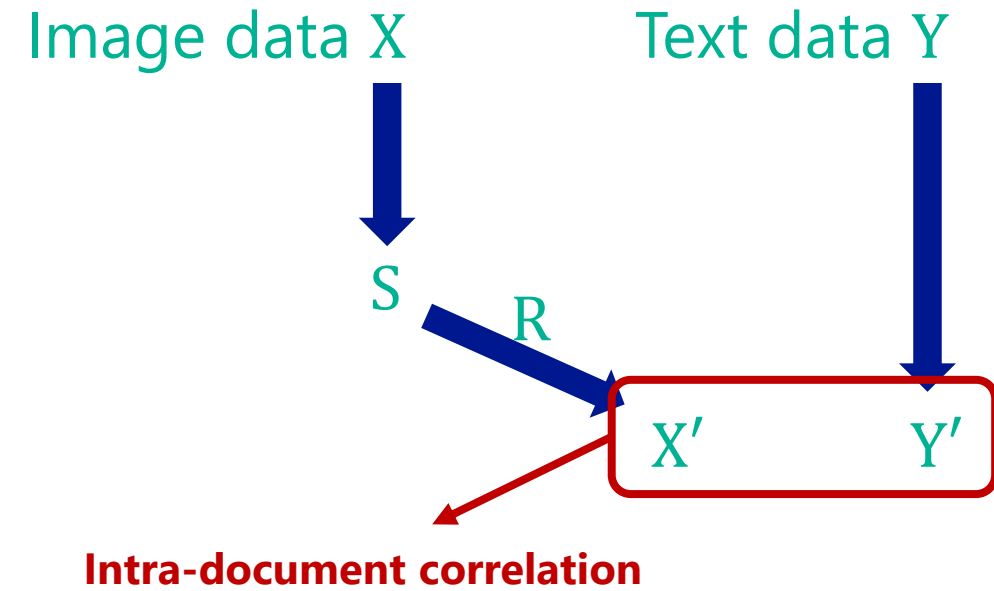 Image data X
Text data Y
S
R
X′
Y′
Intra-document correlation